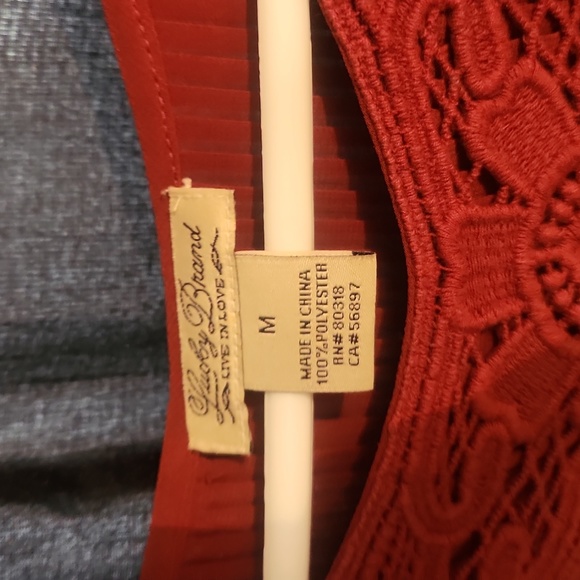 Lucky Brand
LIVE IN LOVE
M
MADE IN CHINA
100% POLYESTER
RN# 80318
CA# 56897